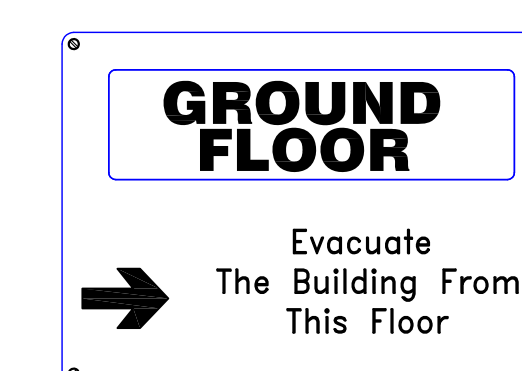 GROUND
FLOOR
Evacuate
The Building From
This Floor